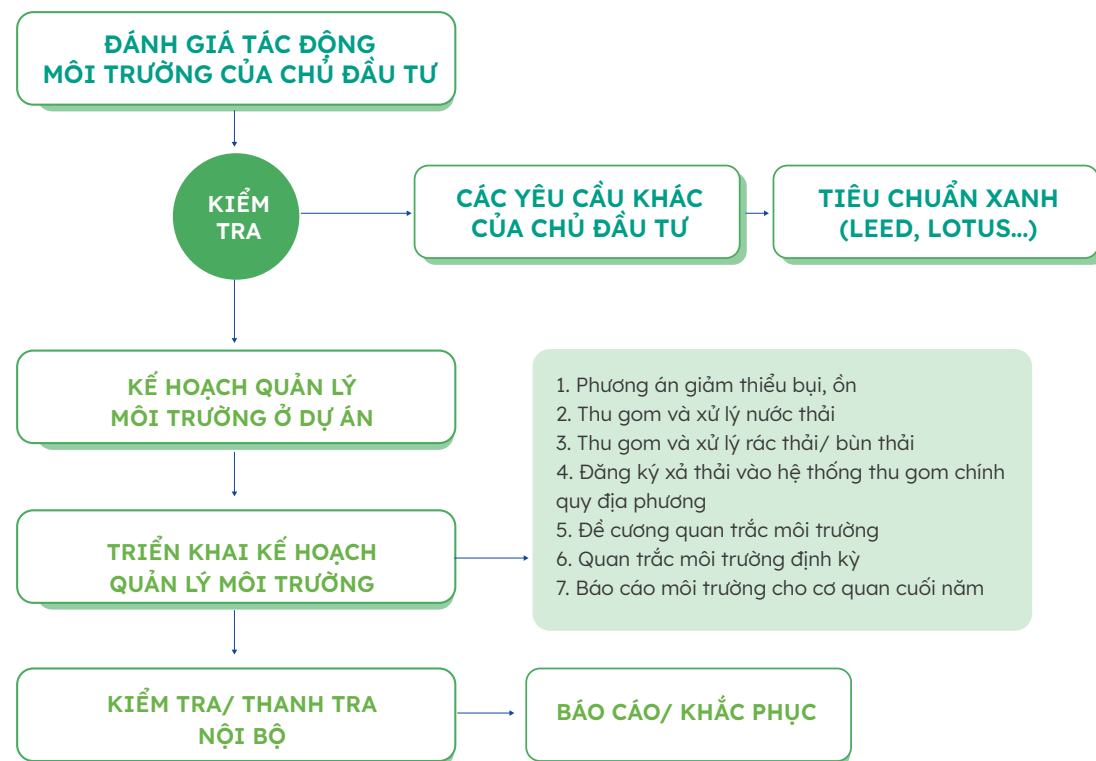 ĐÁNH GIÁ TÁC ĐỘNG
MÔI TRƯỜNG CỦA CHỦ ĐẦU TƯ
KIỂM
TRA
CÁC YÊU CẦU KHÁC
CỦA CHỦ ĐẦU TƯ
TIÊU CHUẨN XANH
(LEED, LOTUS...)
KẾ HOẠCH QUẢN LÝ
MÔI TRƯỜNG Ở DỰ ÁN
TRIỂN KHAI KẾ HOẠCH
QUẢN LÝ MÔI TRƯỜNG
1. Phương án giảm thiểu bụi, ồn
2. Thu gom và xử lý nước thải
3. Thu gom và xử lý rác thải/ bùn thải
4. Đăng ký xả thải vào hệ thống thu gom chính
quy địa phương
5. Đề cương quan trắc môi trường
6. Quan trắc môi trường định kỳ
7. Báo cáo môi trường cho cơ quan cuối năm
KIỂM TRA/ THANH TRA
NỘI BỘ
BÁO CÁO/ KHẮC PHỤC